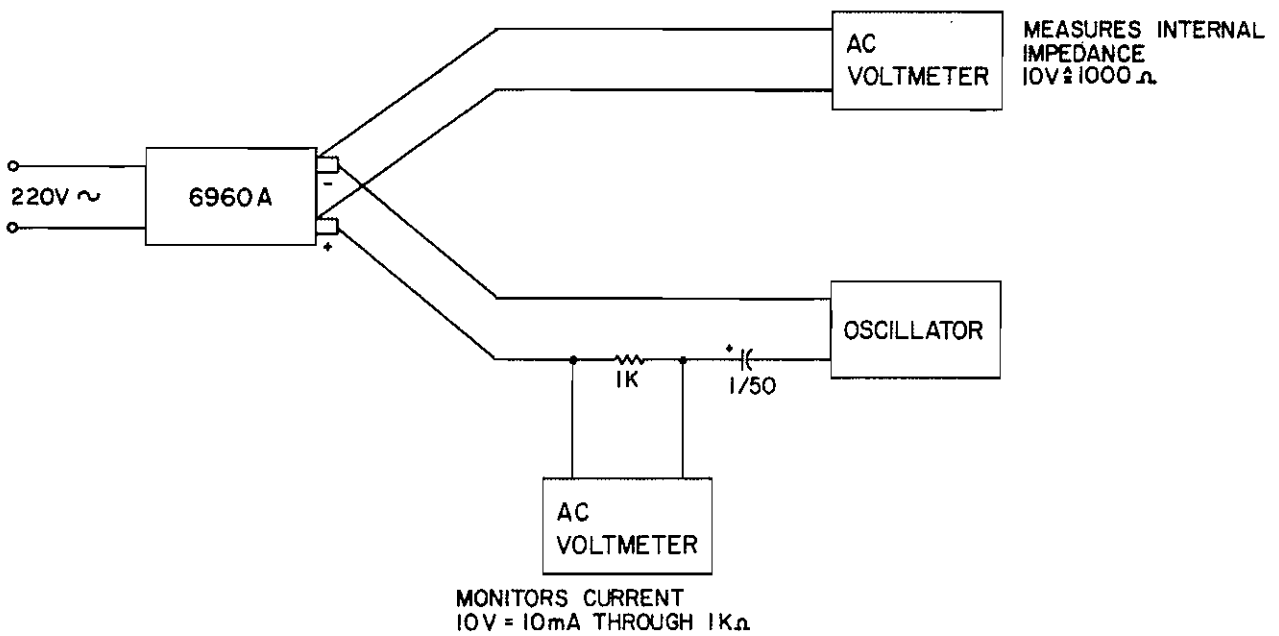 AC
VOLTMETER
MEASURES INTERNAL
IMPEDANCE
10V ≙ 1000 Ω
220V ~
6960A
-
+
OSCILLATOR
+
1K
1/50
AC
VOLTMETER
MONITORS CURRENT
10V = 10mA THROUGH 1KΩ